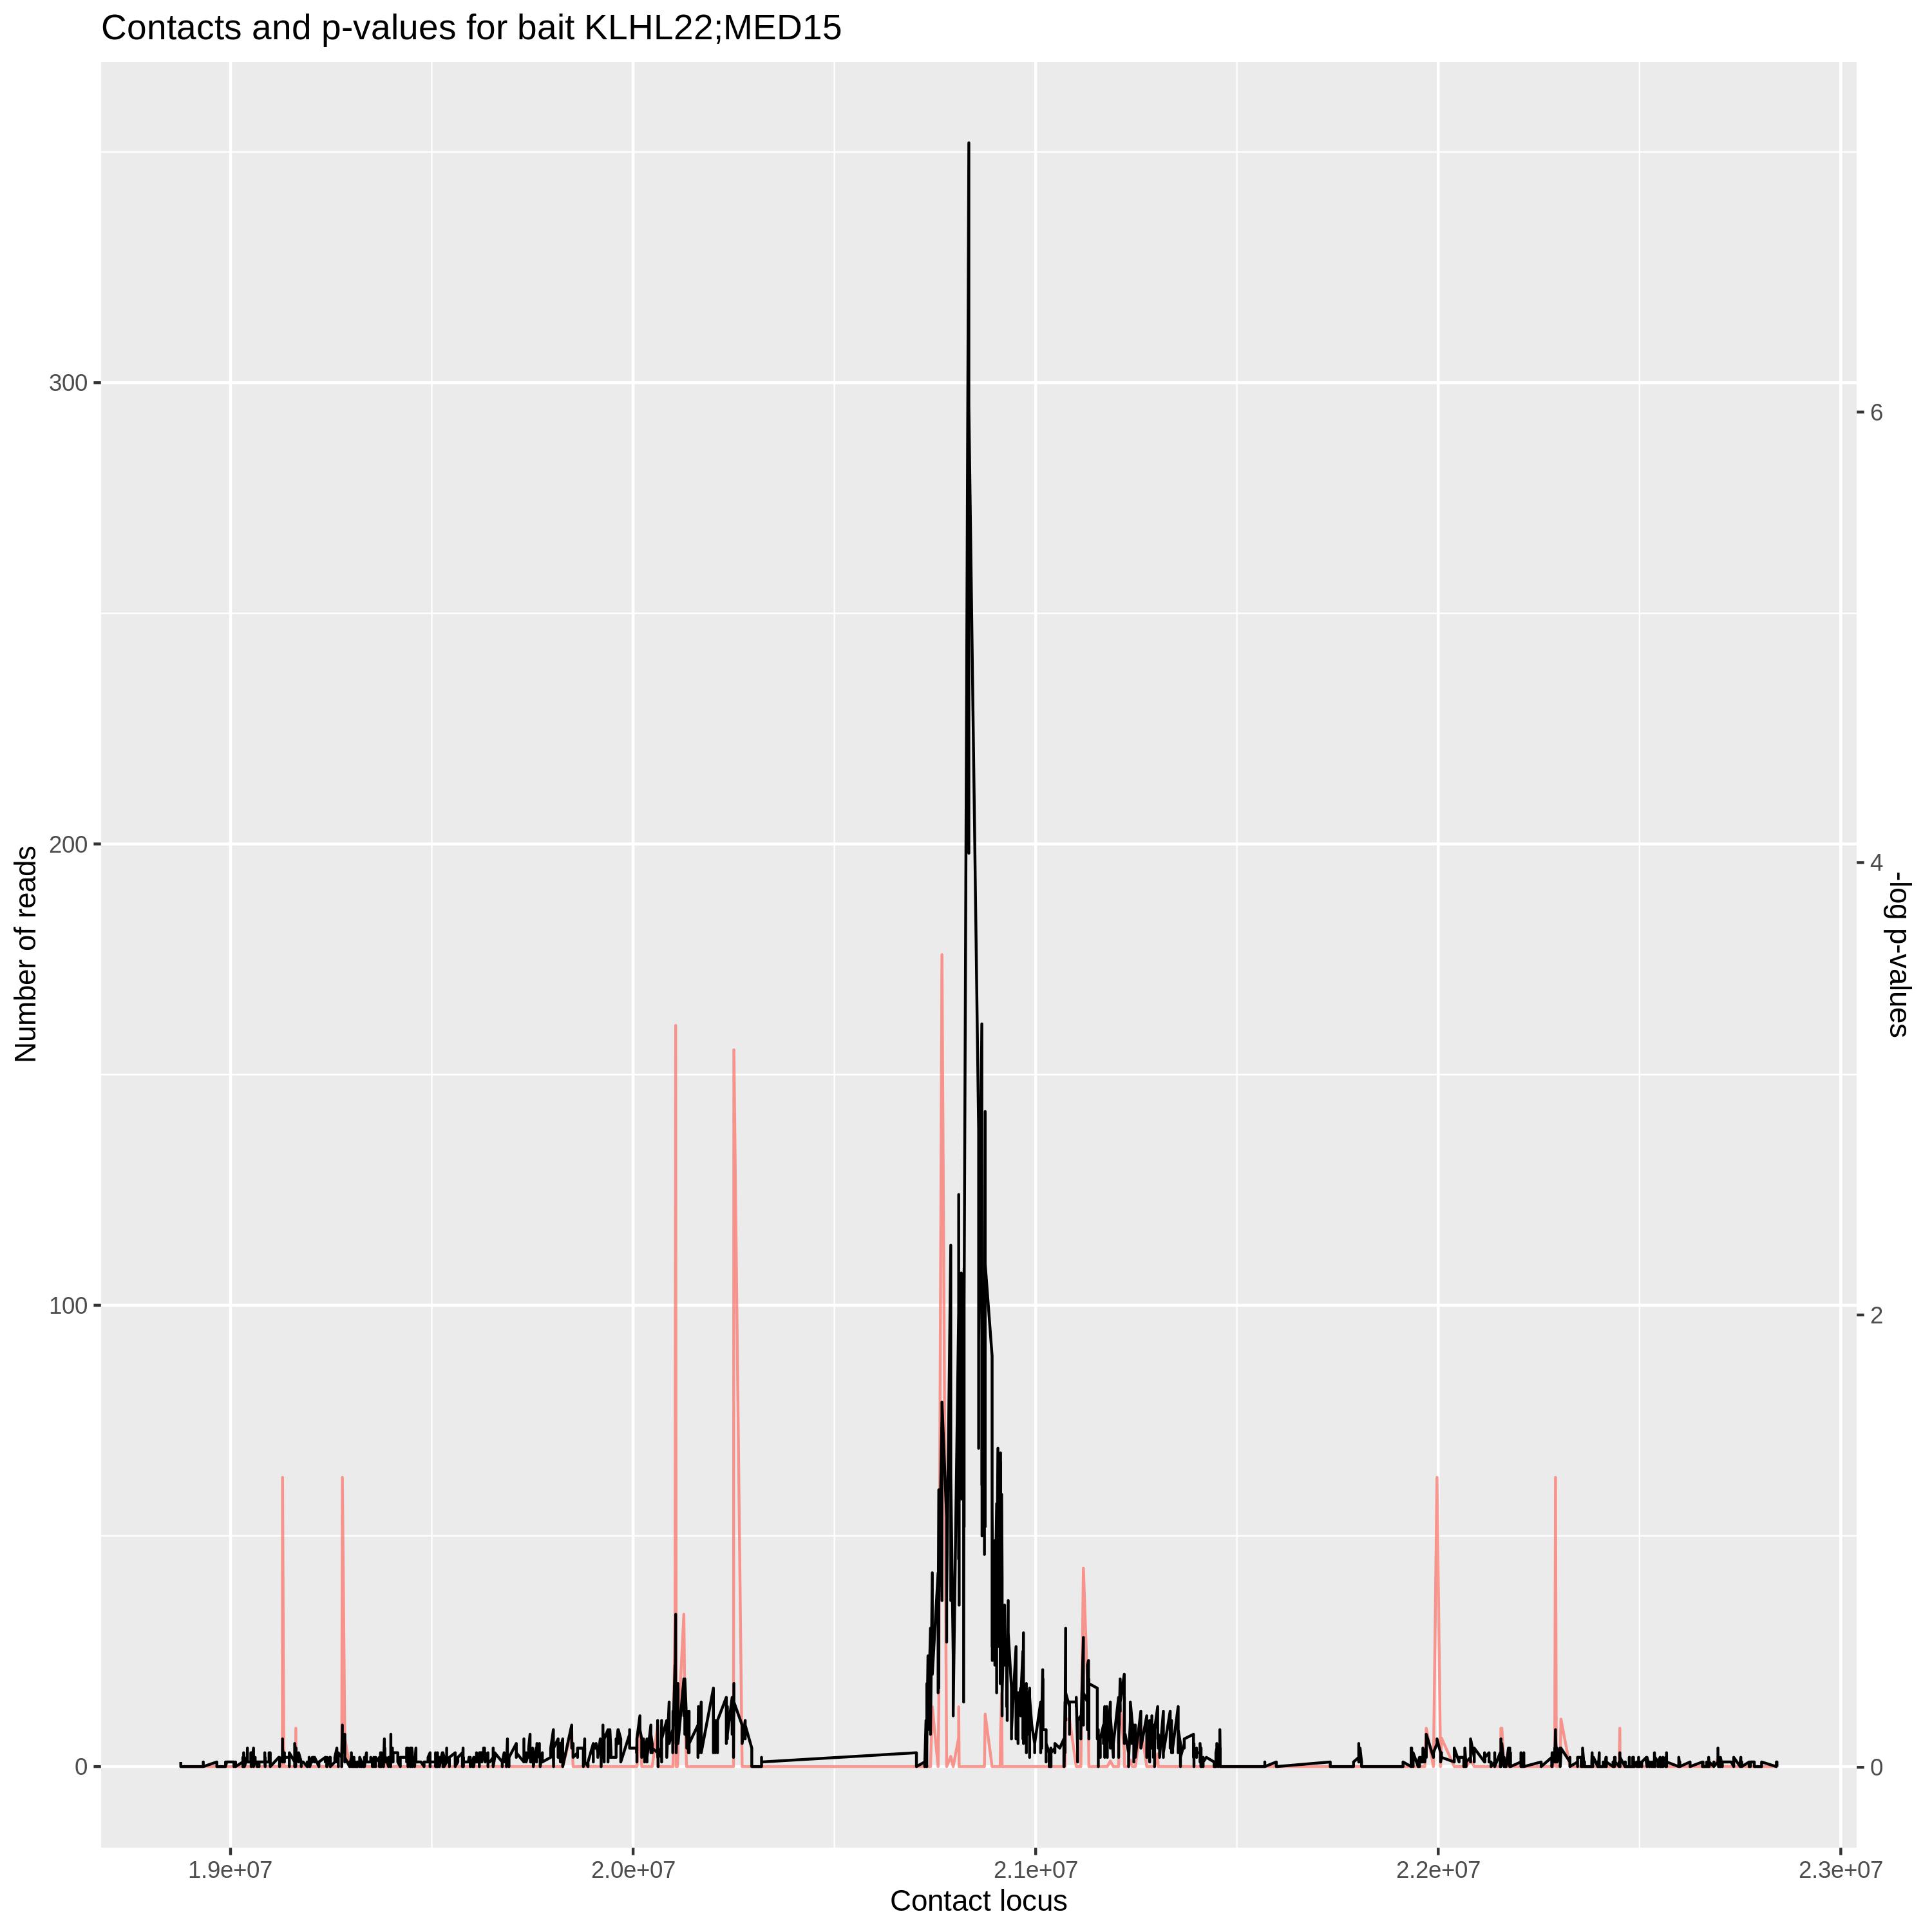 Contacts and p-values for bait KLHL22;MED15
Number of reads
300
200
100
0
6
4
2
0
-log p-values
1.9e+07 2.0e+07 2.1e+07 2.2e+07 2.3e+07
Contact locus